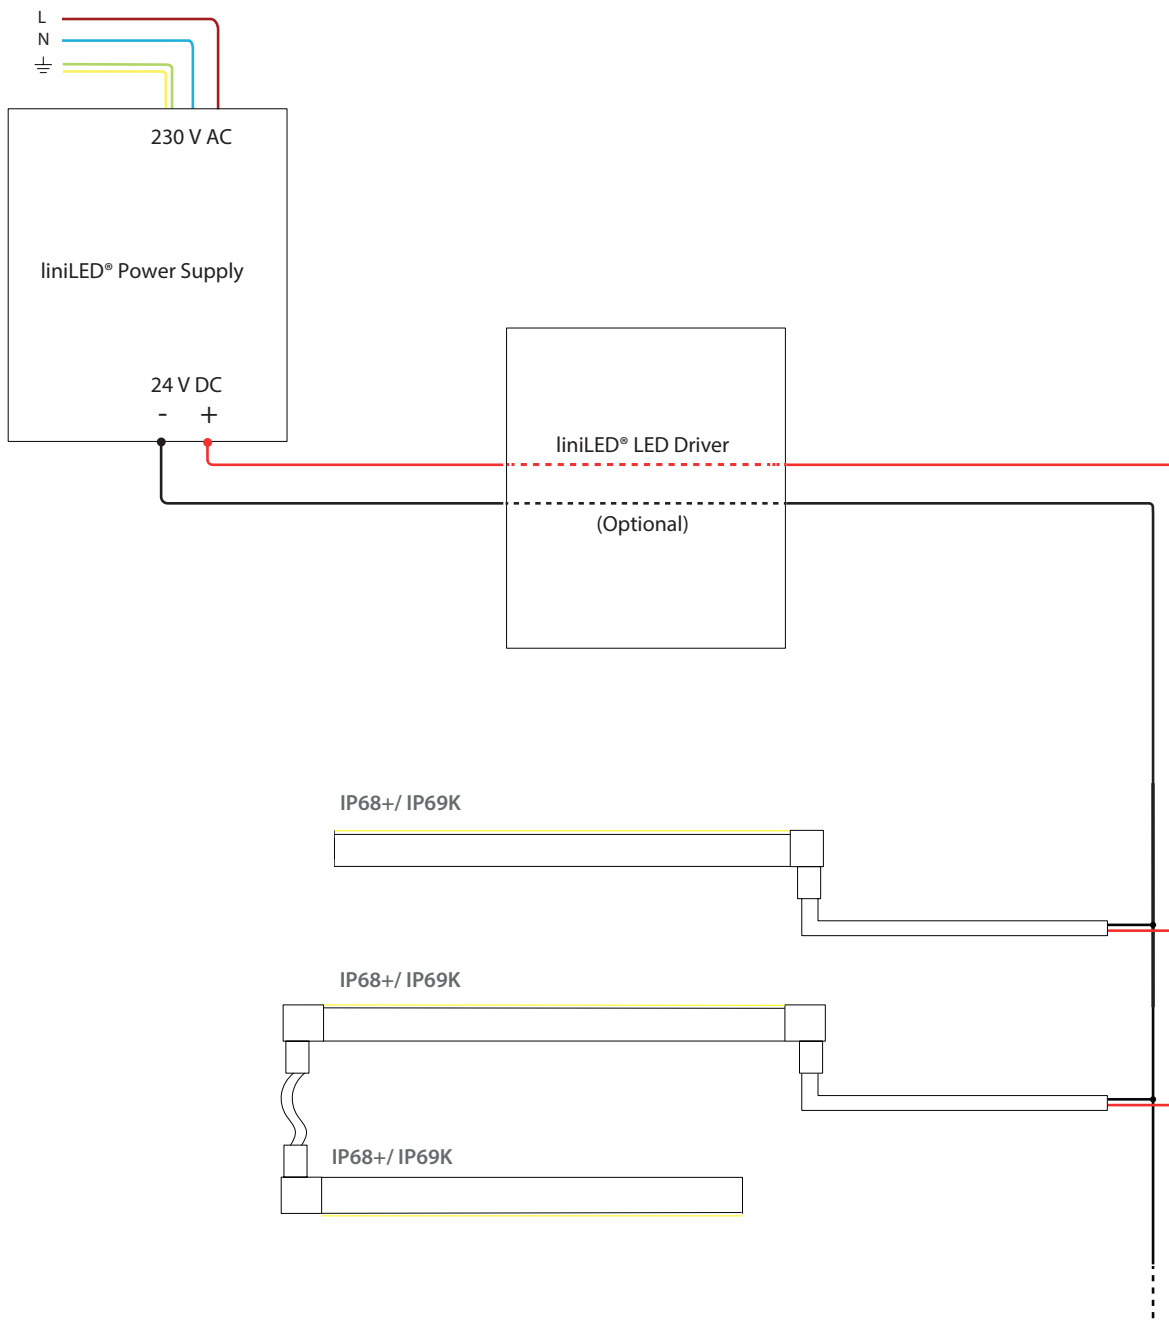 L
N
230 V AC
liniLED® Power Supply
24 V DC
- +
liniLED® LED Driver
(Optional)
IP68+/ IP69K
IP68+/ IP69K
IP68+/ IP69K